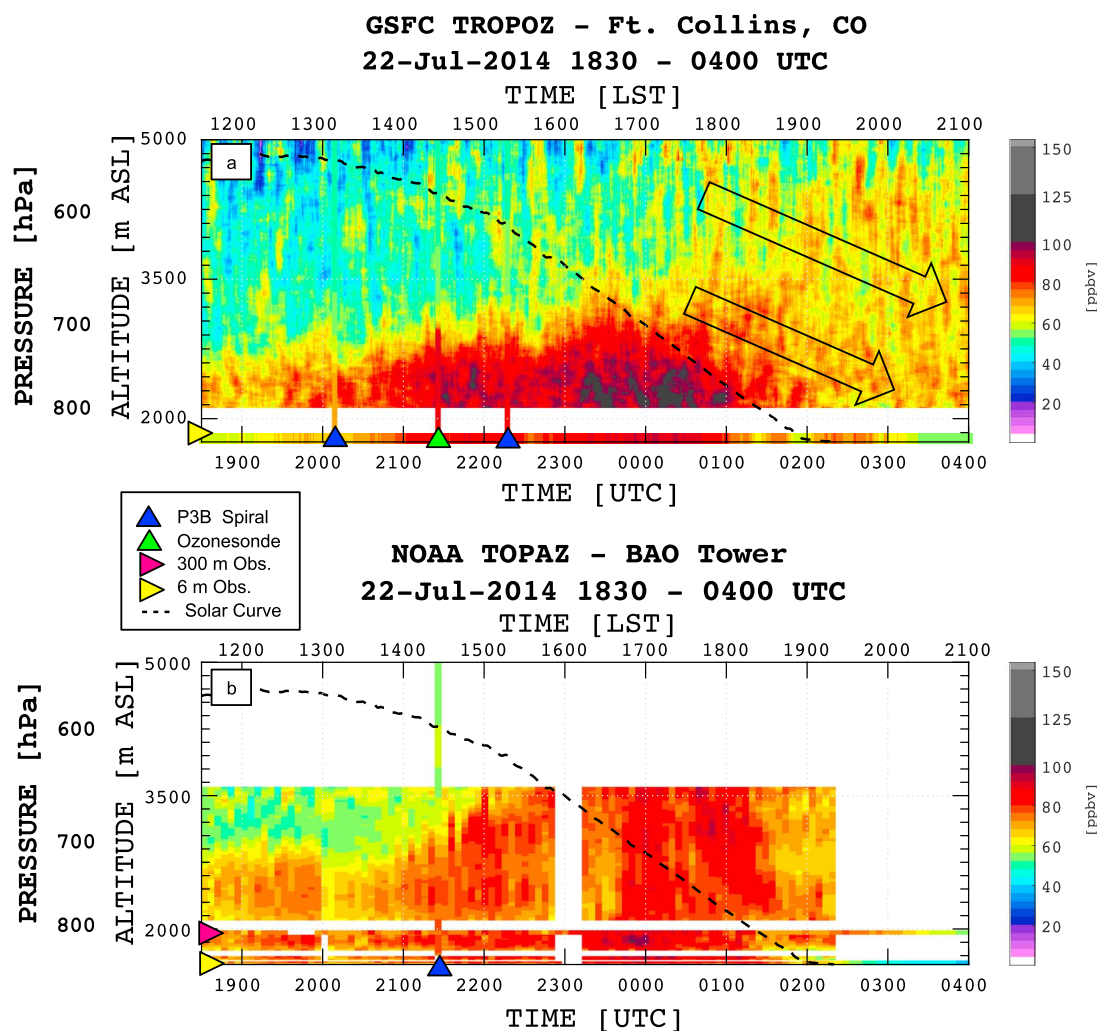 GSFC TROPOZ - Ft. Collins, CO
22-Jul-2014 1830 - 0400 UTC
TIME [LST]
1200 1300 1400 1500 1600 1700 1800 1900 2000 2100
a
PRESSURE [hPa]
600
700
800
ALTITUDE [m ASL]
5000
3500
2000
150
125
100
80
60
40
20
[ppbv]
1900 2000 2100 2200 2300 0000 0100 0200 0300 0400
TIME [UTC]
P3B Spiral
Ozonesonde
300 m Obs.
6 m Obs.
Solar Curve
NOAA TOPAZ - BAO Tower
22-Jul-2014 1830 - 0400 UTC
TIME [LST]
1200 1300 1400 1500 1600 1700 1800 1900 2000 2100
b
PRESSURE [hPa]
600
700
800
ALTITUDE [m ASL]
5000
3500
2000
150
125
100
80
60
40
20
[ppbv]
1900 2000 2100 2200 2300 0000 0100 0200 0300 0400
TIME [UTC]